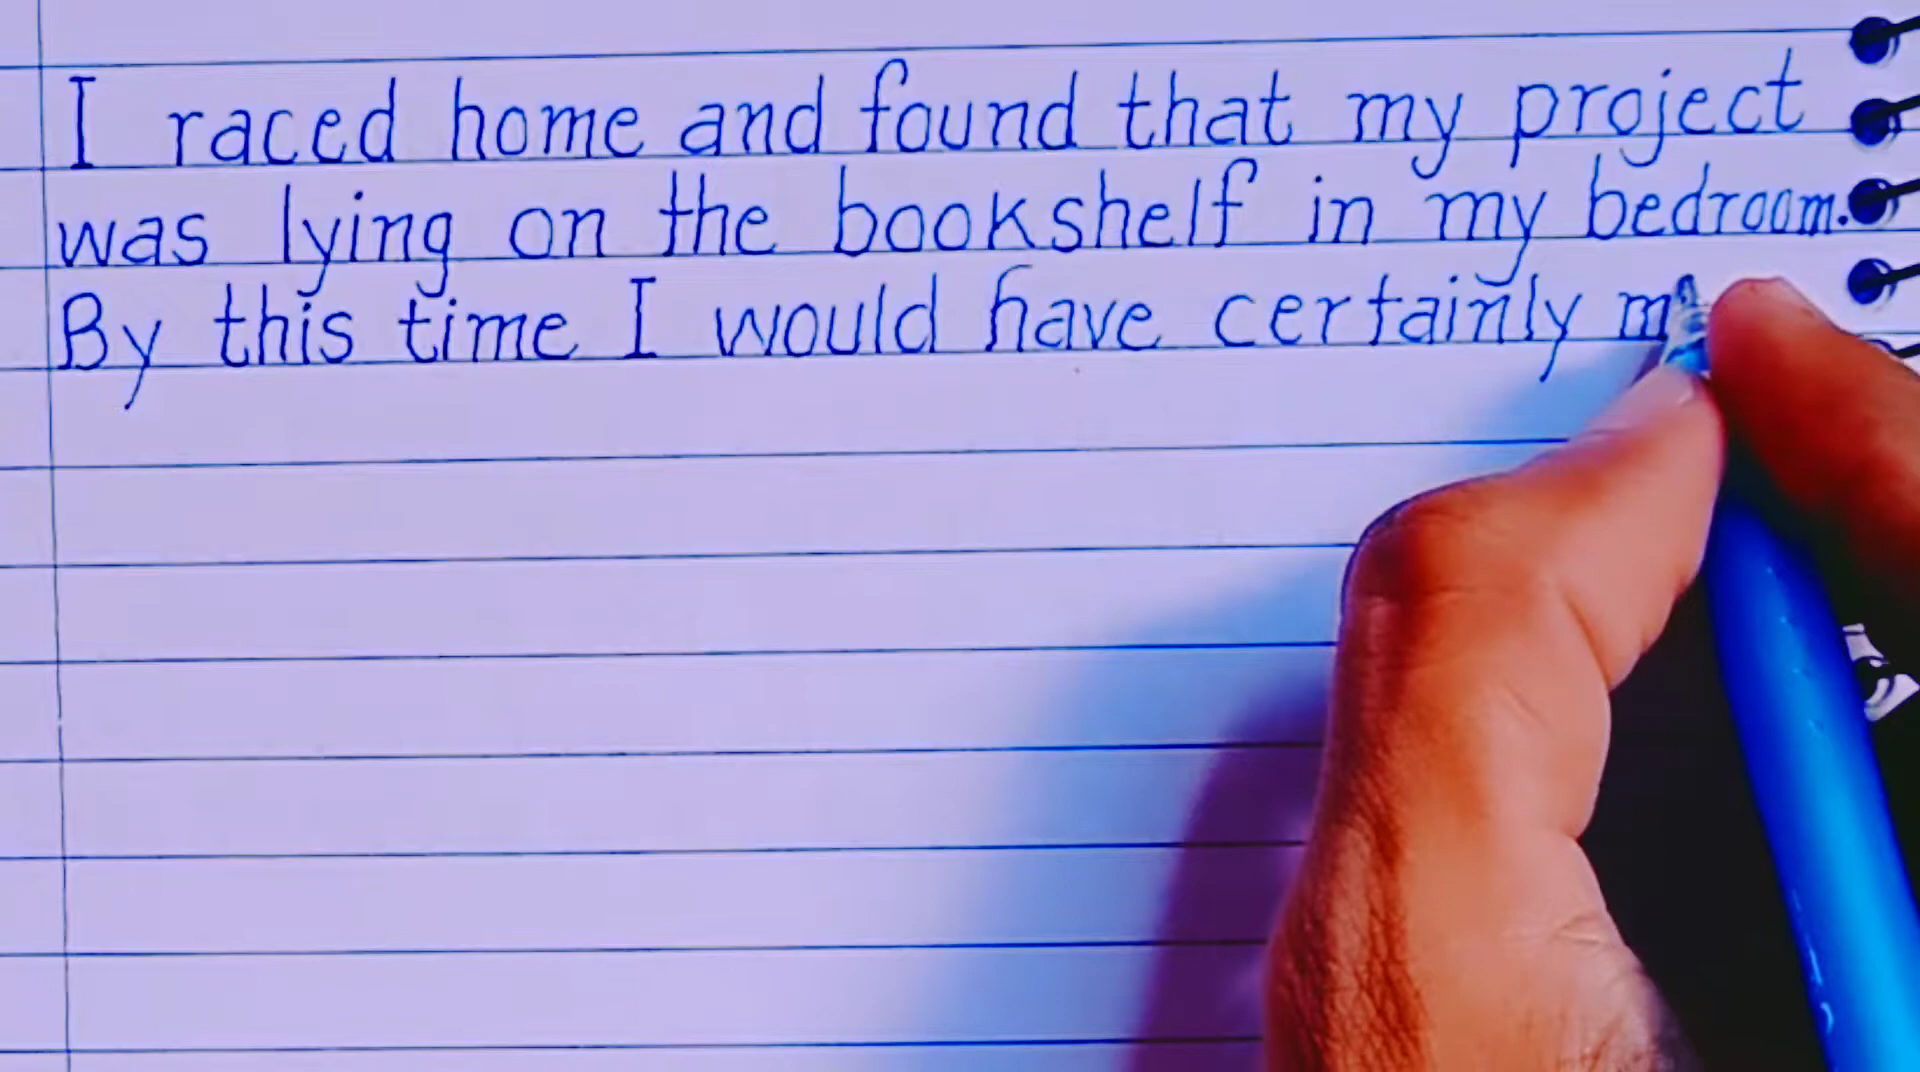 I raced home and found that my project
was lying on the bookshelf in my bedroom.
By this time I would have certainly